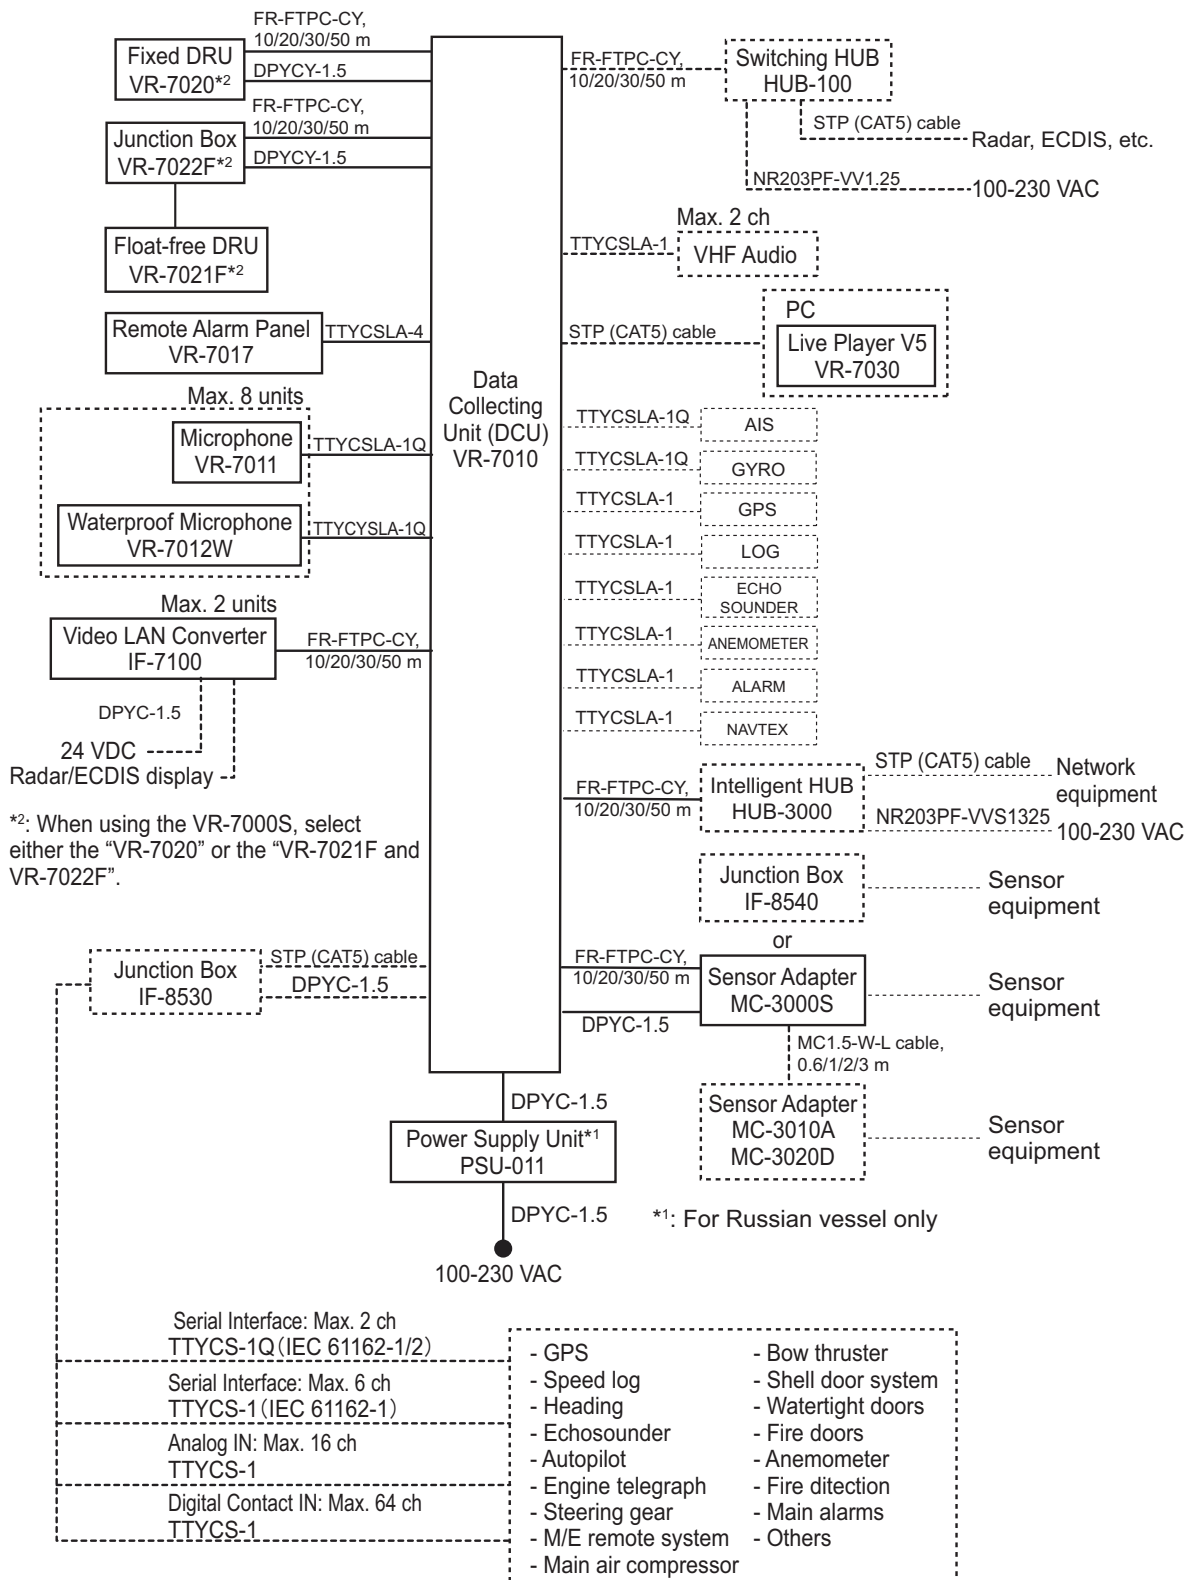 FR-FTPC-CY,
10/20/30/50 m
Fixed DRU
VR-7020*2
DPYCY-1.5
FR-FTPC-CY,
10/20/30/50 m
Junction Box
VR-7022F*2
DPYCY-1.5
Float-free DRU
VR-7021F*2
Remote Alarm Panel
VR-7017
TTYCSLA-4
Max. 8 units
Microphone
VR-7011
TTYCSLA-1Q
Waterproof Microphone
VR-7012W
TTYCYSLA-1Q
Max. 2 units
Video LAN Converter
IF-7100
FR-FTPC-CY,
10/20/30/50 m
DPYC-1.5
24 VDC
Radar/ECDIS display
*2: When using the VR-7000S, select
either the “VR-7020” or the “VR-7021F and
VR-7022F”.
Junction Box
IF-8530
STP (CAT5) cable
DPYC-1.5
Data
Collecting
Unit (DCU)
VR-7010
FR-FTPC-CY,
10/20/30/50 m
Switching HUB
HUB-100
STP (CAT5) cable
Radar, ECDIS, etc.
NR203PF-VV1.25
100-230 VAC
Max. 2 ch
TTYCSLA-1
VHF Audio
STP (CAT5) cable
PC
Live Player V5
VR-7030
TTYCSLA-1Q
AIS
TTYCSLA-1Q
GYRO
TTYCSLA-1
GPS
TTYCSLA-1
LOG
TTYCSLA-1
ECHO
SOUNDER
TTYCSLA-1
ANEMOMETER
TTYCSLA-1
ALARM
TTYCSLA-1
NAVTEX
FR-FTPC-CY,
10/20/30/50 m
Intelligent HUB
HUB-3000
STP (CAT5) cable
Network
equipment
NR203PF-VVS1325
100-230 VAC
Junction Box
IF-8540
Sensor
equipment
or
FR-FTPC-CY,
10/20/30/50 m
Sensor Adapter
MC-3000S
Sensor
equipment
DPYC-1.5
MC1.5-W-L cable,
0.6/1/2/3 m
Sensor Adapter
MC-3010A
MC-3020D
Sensor
equipment
DPYC-1.5
Power Supply Unit*1
PSU-011
DPYC-1.5
*1: For Russian vessel only
100-230 VAC
Serial Interface: Max. 2 ch
TTYCS-1Q(IEC 61162-1/2)
Serial Interface: Max. 6 ch
TTYCS-1(IEC 61162-1)
Analog IN: Max. 16 ch
TTYCS-1
Digital Contact IN: Max. 64 ch
TTYCS-1
- GPS
- Speed log
- Heading
- Echosounder
- Autopilot
- Engine telegraph
- Steering gear
- M/E remote system
- Main air compressor
- Bow thruster
- Shell door system
- Watertight doors
- Fire doors
- Anemometer
- Fire ditection
- Main alarms
- Others